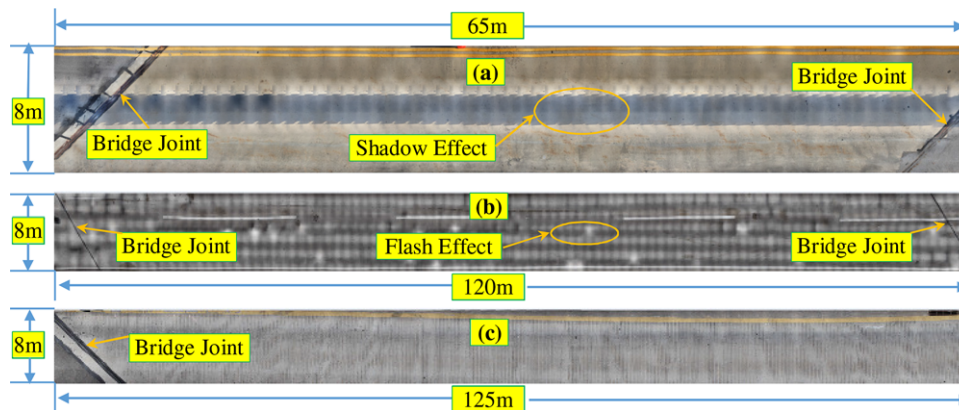 65m
(a)
Bridge Joint
8m
Bridge Joint
Shadow Effect
(b)
8m
Bridge Joint
Flash Effect
Bridge Joint
120m
(c)
8m
Bridge Joint
125m